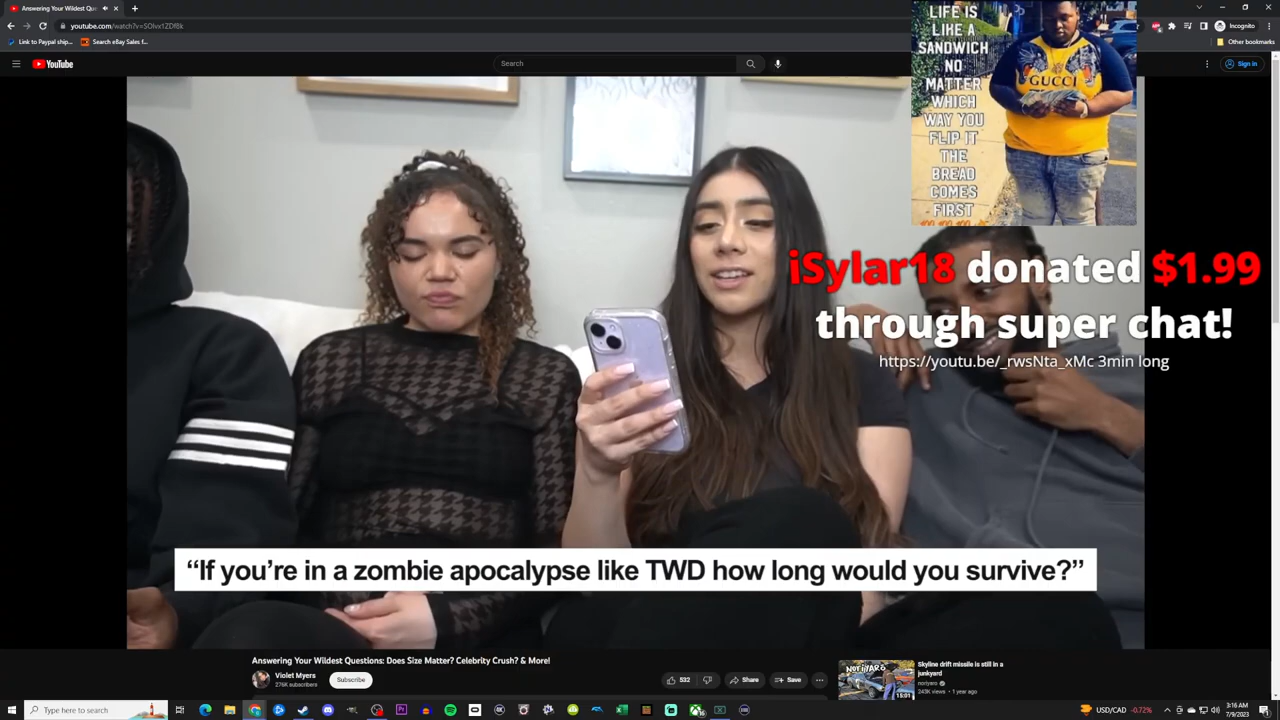 Answering Your Wildest Ques
youtube.com/watch?v=SOlvx1ZDf8k
Incognito
Link to Paypal ship...
Search eBay Sales f...
Other bookmarks
YouTube
Search
Sign in
LIFE IS
LIKE A
SANDWICH
NO
MATTER
WHICH
WAY YOU
FLIP IT
THE
BREAD
COMES
FIRST
GUCCI
iSylar18 donated $1.99
through super chat!
https://youtu.be/_rwsNta_xMc 3min long
“If you’re in a zombie apocalypse like TWD how long would you survive?”
Answering Your Wildest Questions: Does Size Matter? Celebrity Crush? & More!
Violet Myers
276K subscribers
Subscribe
532
Share
Save
NORIYARO
15:01
Skyline drift missile is still in a
junkyard
noriyaro
243K views • 1 year ago
Type here to search
USD/CAD -0.72%
3:16 AM
7/9/2023